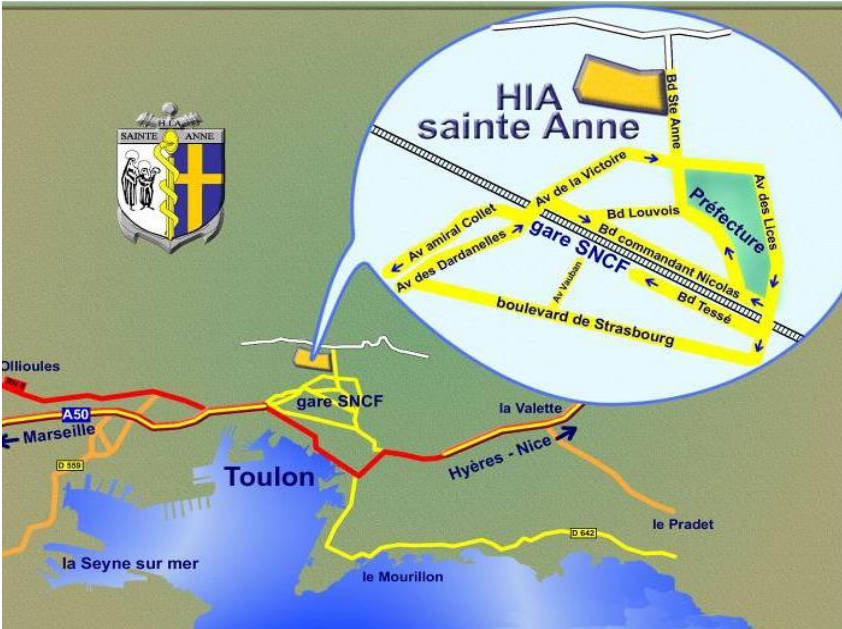 H.I.A
SAINTE ANNE
HIA
sainte Anne
Bd Ste Anne
Av de la Victoire
Av des Lices
Préfecture
Bd Louvois
Av amiral Collet
gare SNCF
Bd commandant Nicolas
Av des Dardanelles
Av Vauban
Bd Tessé
boulevard de Strasbourg
Ollioules
gare SNCF
la Valette
A50
Marseille
Hyères - Nice
D 559
Toulon
le Pradet
D 642
la Seyne sur mer
le Mourillon